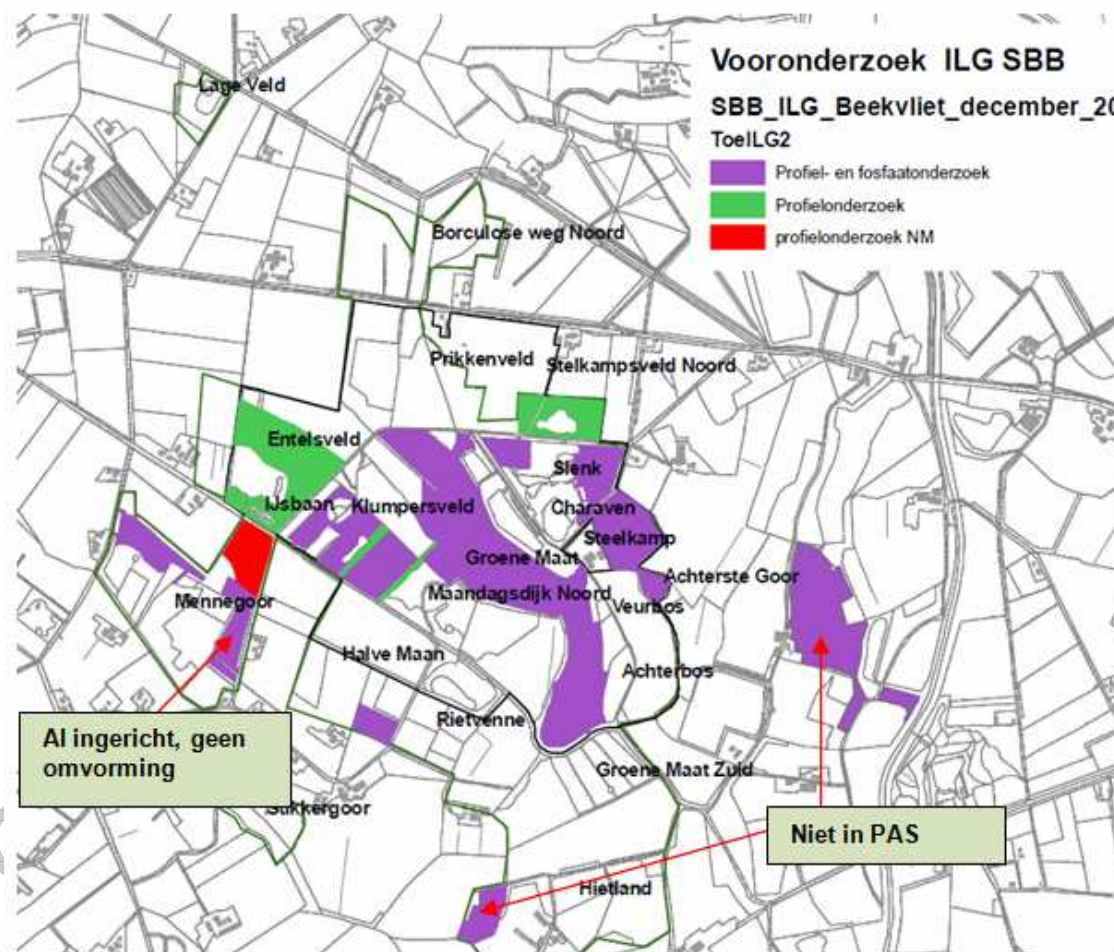 Vooronderzoek ILG SBB
SBB_ILG_Beekvliet_december_20
ToelLG2
Profiel- en fosfaatonderzoek
Profielonderzoek
profielonderzoek NM
Lage Veld
Borculose weg Noord
Prikkenveld
Stelkampsveld Noord
Entelsveld
Slenk
IJsbaan
Klumpersveld
Charaven
Steelkamp
Groene Maat
Achterste Goor
Maandagsdijk Noord
Mennegoor
Veurbos
Halve Maan
Achterbos
Rietvenne
Al ingericht, geen
omvorming
Groene Maat Zuid
Niet in PAS
Hietland